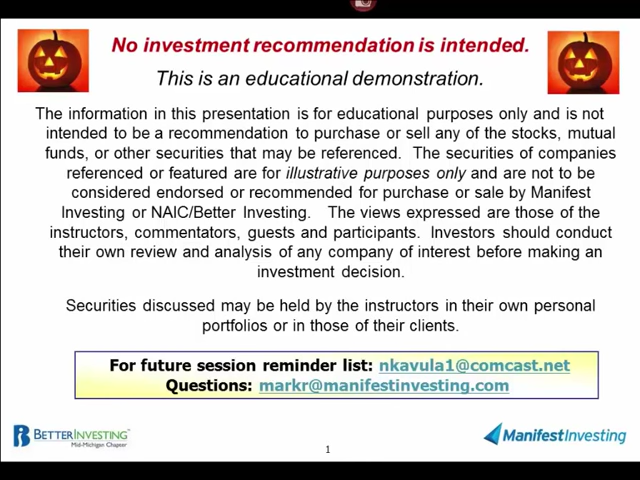 No investment recommendation is intended.
This is an educational demonstration.
The information in this presentation is for educational purposes only and is not
intended to be a recommendation to purchase or sell any of the stocks, mutual
funds, or other securities that may be referenced. The securities of companies
referenced or featured are for illustrative purposes only and are not to be
considered endorsed or recommended for purchase or sale by Manifest
Investing or NAIC/Better Investing. The views expressed are those of the
instructors, commentators, guests and participants. Investors should conduct
their own review and analysis of any company of interest before making an
investment decision.
Securities discussed may be held by the instructors in their own personal
portfolios or in those of their clients.
For future session reminder list: nkavula1@comcast.net
Questions: markr@manifestinvesting.com
BETTERINVESTING™
Mid-Michigan Chapter
1
ManifestInvesting